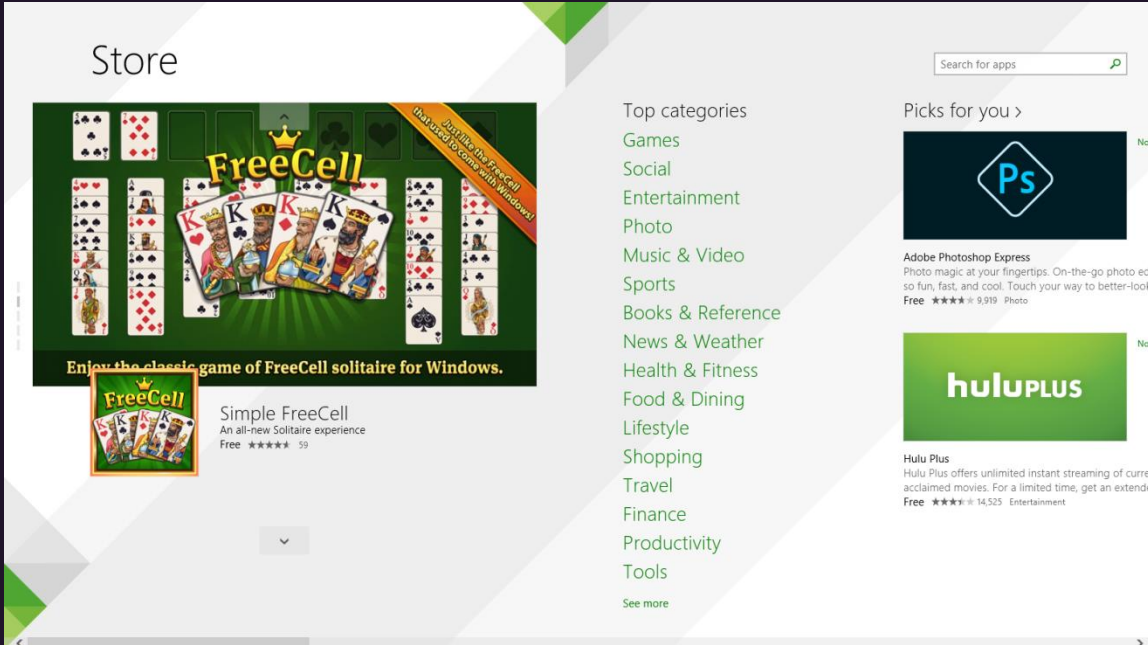 Store
Search for apps
Just like the FreeCell
that used to come with Windows!
FreeCell
Enjoy the classic game of FreeCell solitaire for Windows.
FreeCell
Simple FreeCell
An all-new Solitaire experience
Free 59
Top categories
Games
Social
Entertainment
Photo
Music & Video
Sports
Books & Reference
News & Weather
Health & Fitness
Food & Dining
Lifestyle
Shopping
Travel
Finance
Productivity
Tools
See more
Picks for you >
Ps
Adobe Photoshop Express
Photo magic at your fingertips. On-the-go photo
so fun, fast, and cool. Touch your way to
Free 9,919 Photo
huluPLUS
Hulu Plus
Hulu Plus offers unlimited instant streaming of
acclaimed movies. For a limited time, get an
Free 14,525 Entertainment